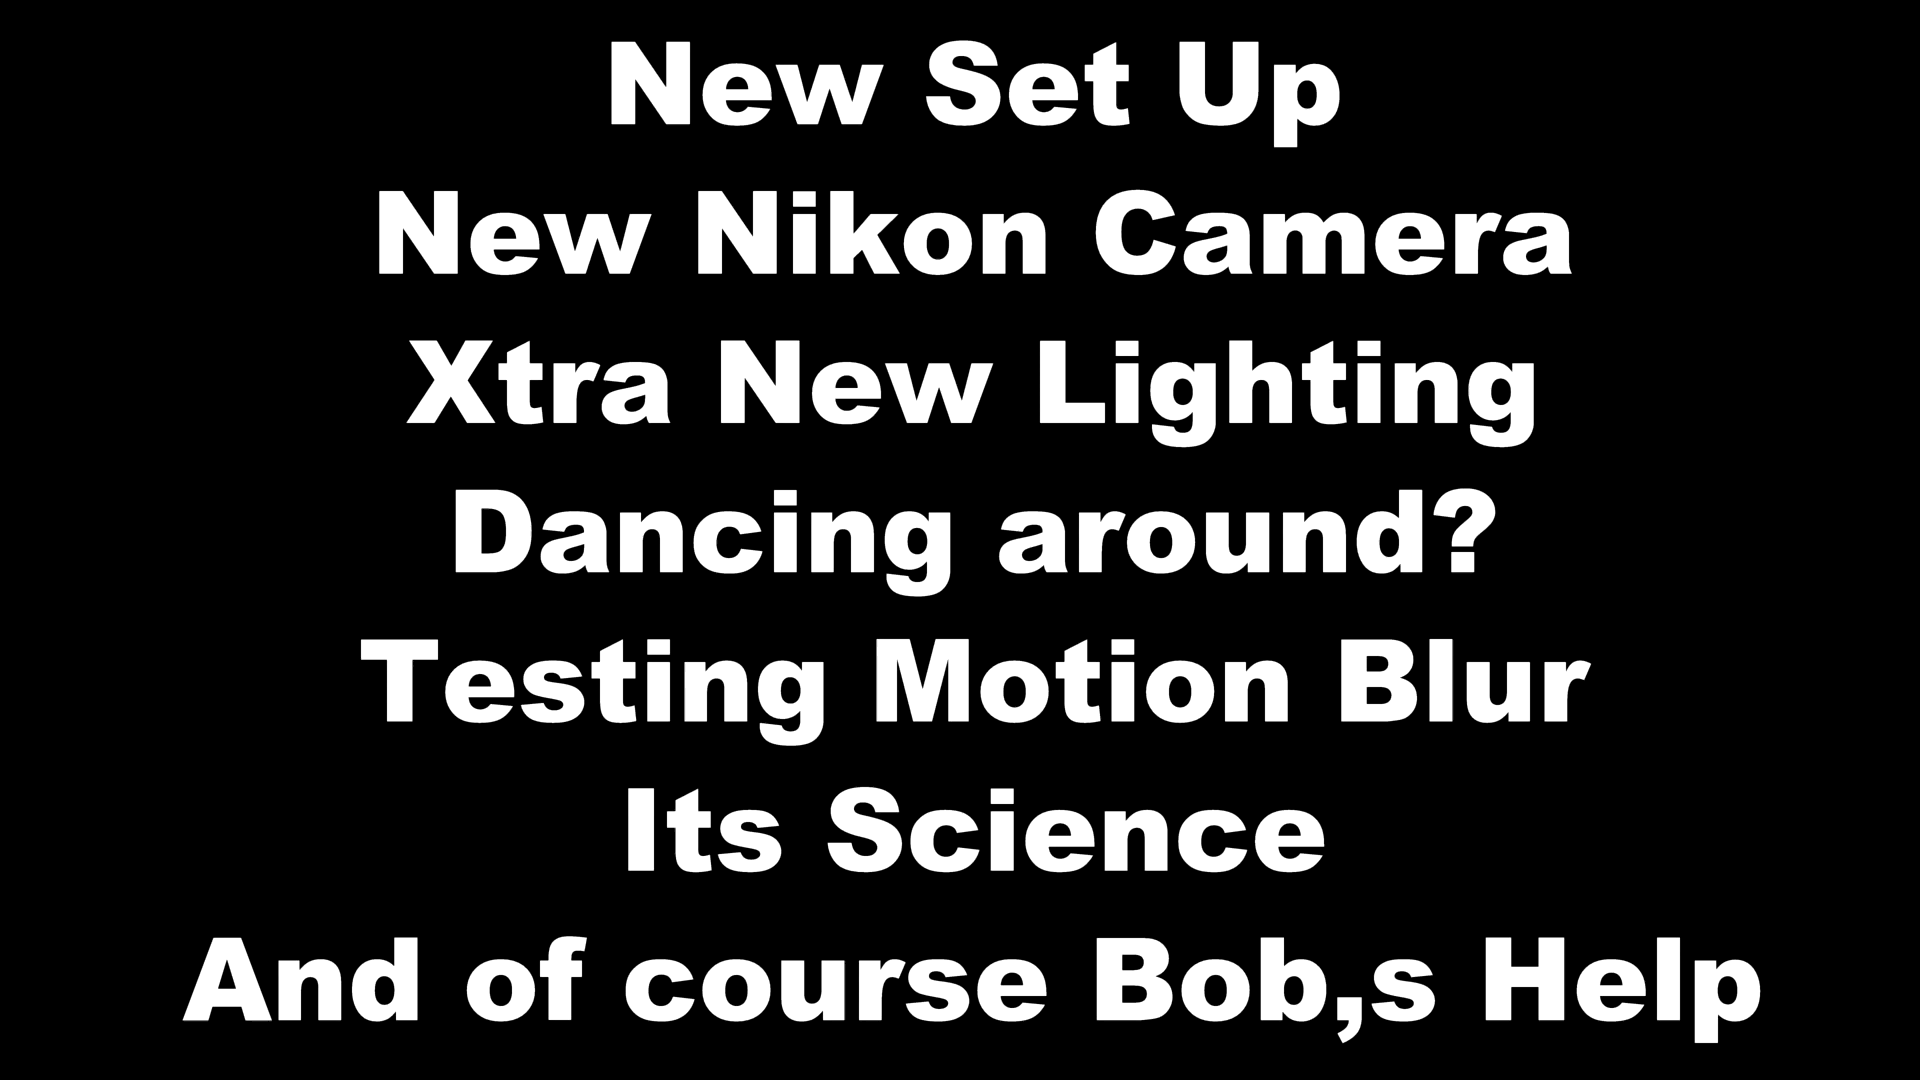 New Set Up
New Nikon Camera
Xtra New Lighting
Dancing around?
Testing Motion Blur
Its Science
And of course Bob,s Help